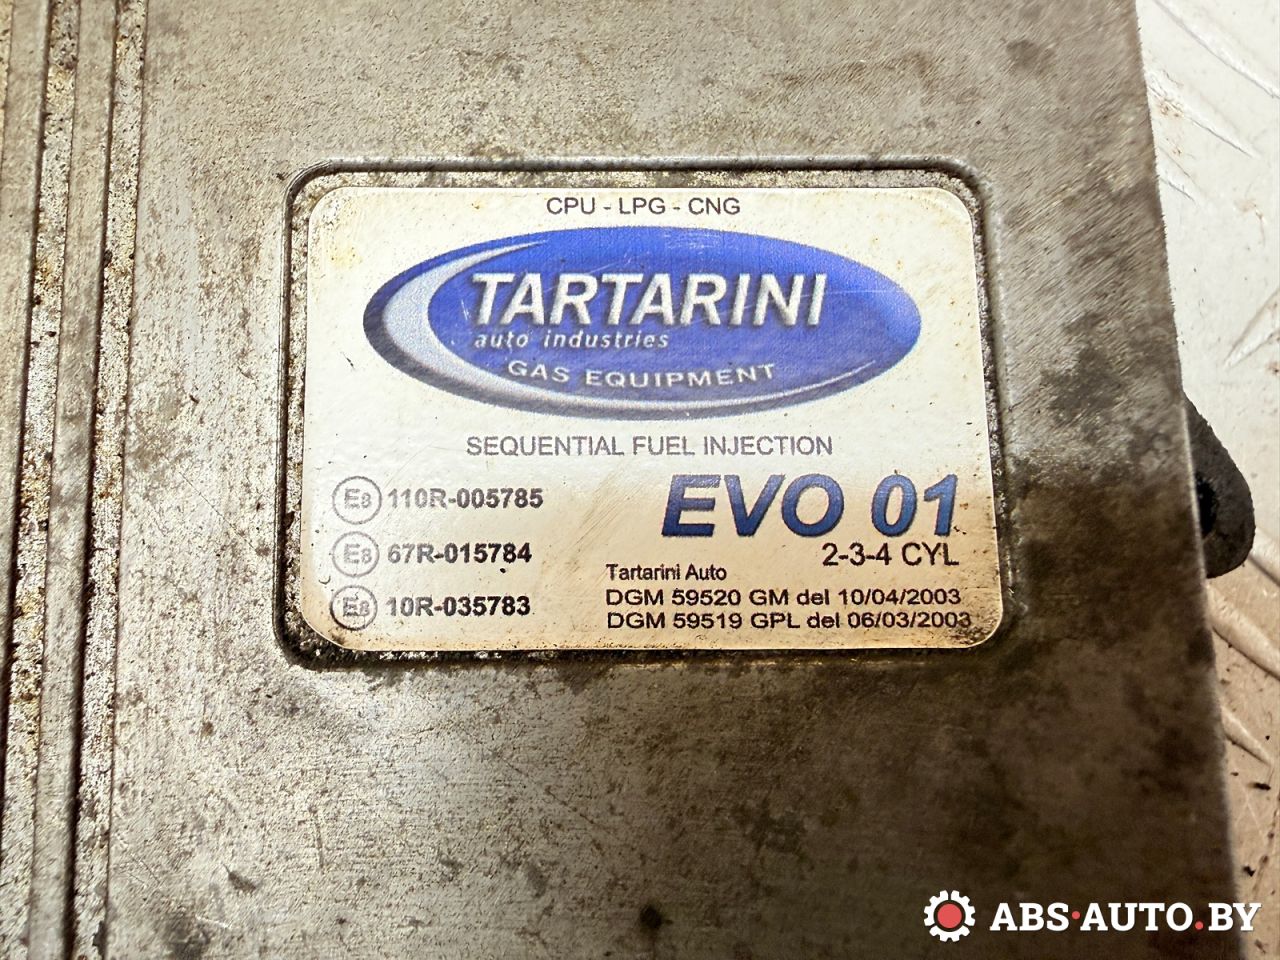 CPU - LPG - CNG
TARTARINI
auto industries
GAS EQUIPMENT
SEQUENTIAL FUEL INJECTION
E8 110R-005785
EVO 01
E8 67R-015784
2-3-4 CYL
E8 10R-035783
Tartarini Auto
DGM 59520 GM del 10/04/2003
DGM 59519 GPL del 06/03/2003
ABS·AUTO.BY